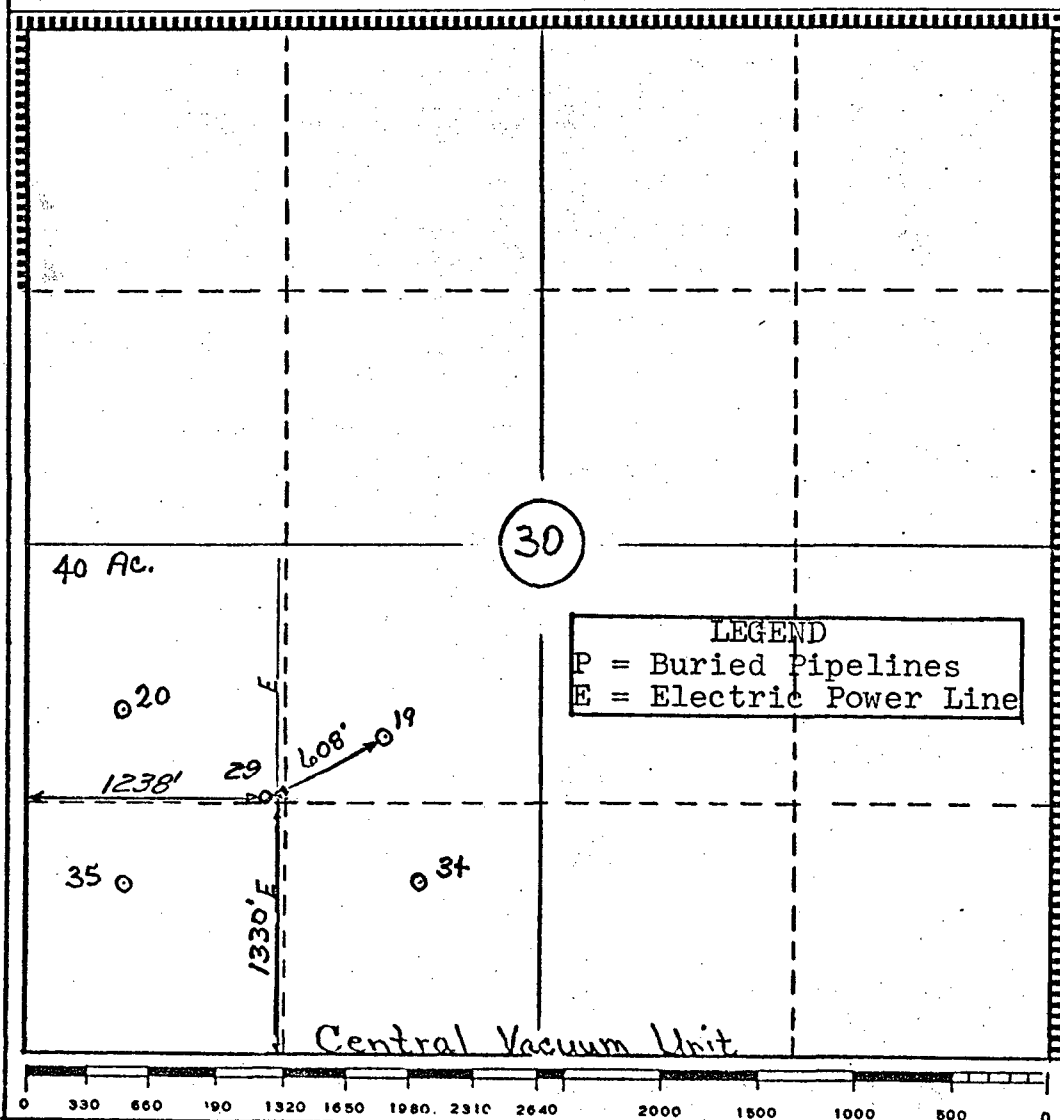 30
40 Ac.
LEGEND
P = Buried Pipelines
E = Electric Power Line
20
E
19
608'
29
1238'
35
34
E
1330'
Central Vacuum Unit
0 330 660 190 1320 1650 1980. 2310 2640 2000 1500 1000 500 0